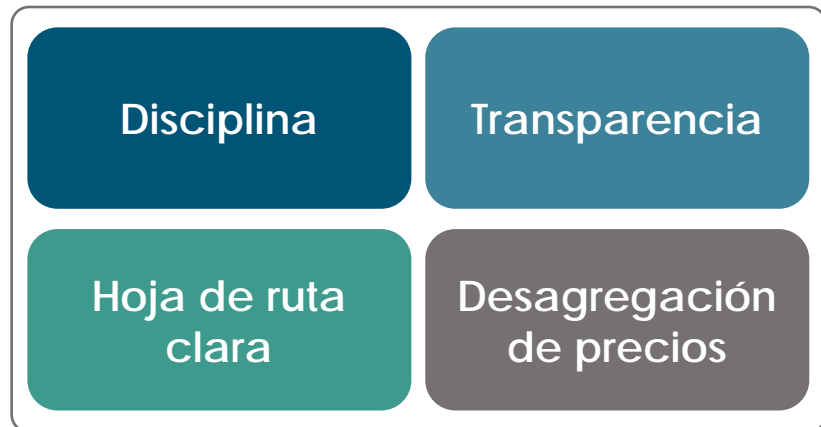 Disciplina
Transparencia
Hoja de ruta
clara
Desagregación
de precios